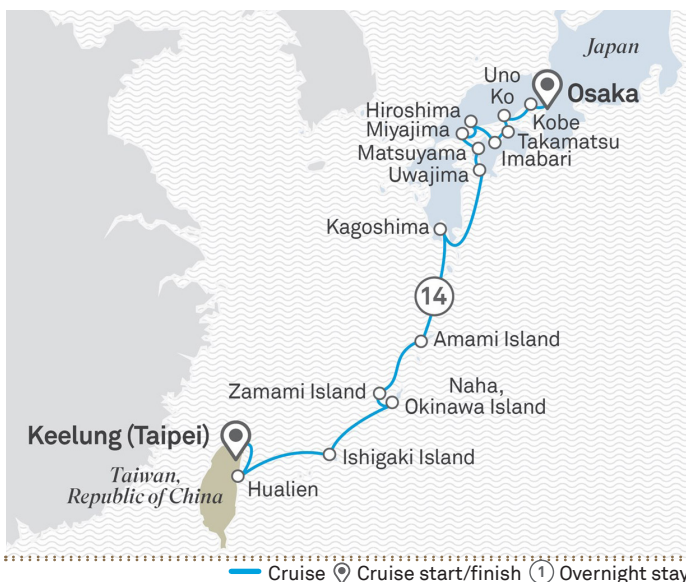 Japan
Uno
Ko
Osaka
Kobe
Hiroshima
Miyajima
Takamatsu
Matsuyama
Imabari
Uwajima
Kagoshima
14
Amami Island
Zamami Island
Naha,
Okinawa Island
Keelung (Taipei)
Ishigaki Island
Taiwan,
Republic of China
Hualien
Cruise
Cruise start/finish
1
Overnight stay